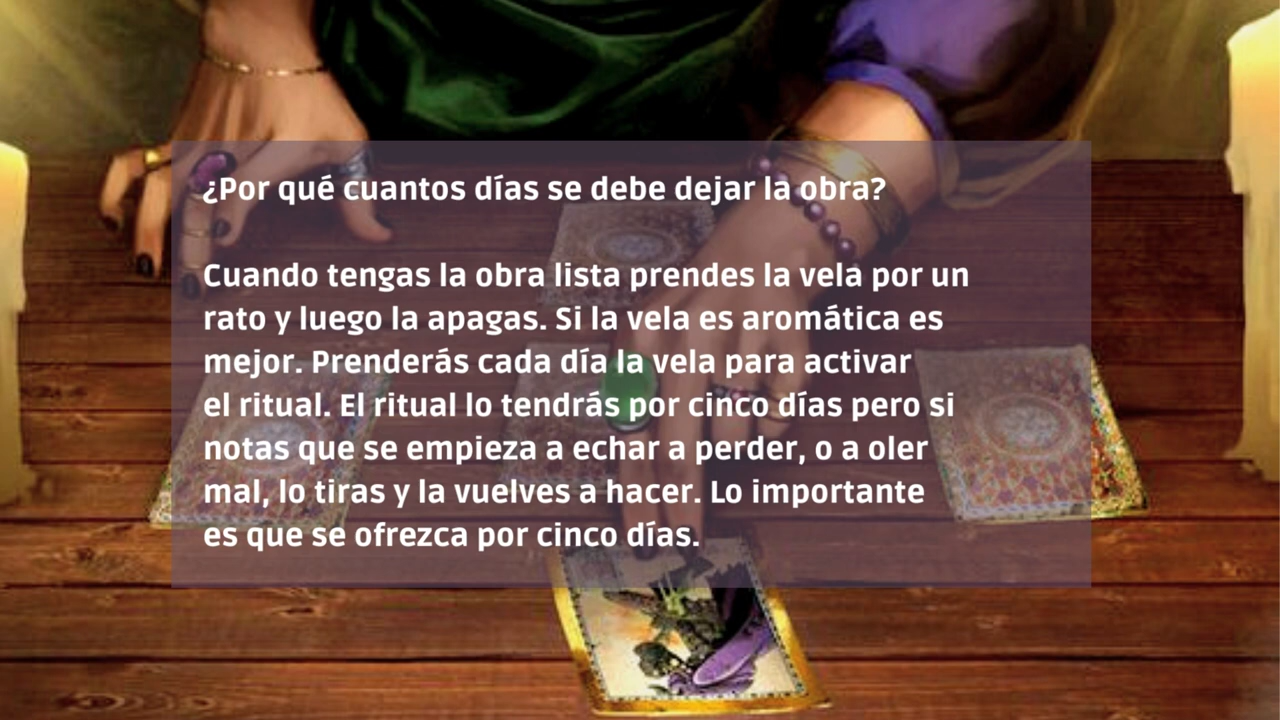 ¿Por qué cuantos días se debe dejar la obra?
Cuando tengas la obra lista prendes la vela por un
rato y luego la apagas. Si la vela es aromática es
mejor. Prenderás cada día la vela para activar
el ritual. El ritual lo tendrás por cinco días pero si
notas que se empieza a echar a perder, o a oler
mal, lo tiras y la vuelves a hacer. Lo importante
es que se ofrezca por cinco días.